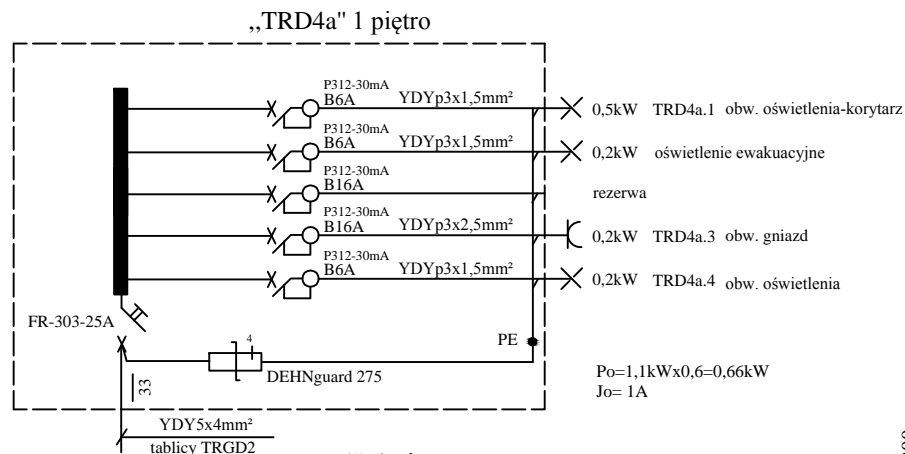 ,,TRD4a" 1 piętro
P312-30mA
B6A YDYp3x1,5mm² 0,5kW TRD4a.1 obw. oświetlenia-korytarz
P312-30mA
B6A YDYp3x1,5mm² 0,2kW oświetlenie ewakuacyjne
P312-30mA
B16A rezerwa
P312-30mA
B16A YDYp3x2,5mm² 0,2kW TRD4a.3 obw. gniazd
P312-30mA
B6A YDYp3x1,5mm² 0,2kW TRD4a.4 obw. oświetlenia
FR-303-25A
PE
4
DEHNguard 275
33
Po=1,1kWx0,6=0,66kW
Jo= 1A
YDY5x4mm²
tablicy TRGD2